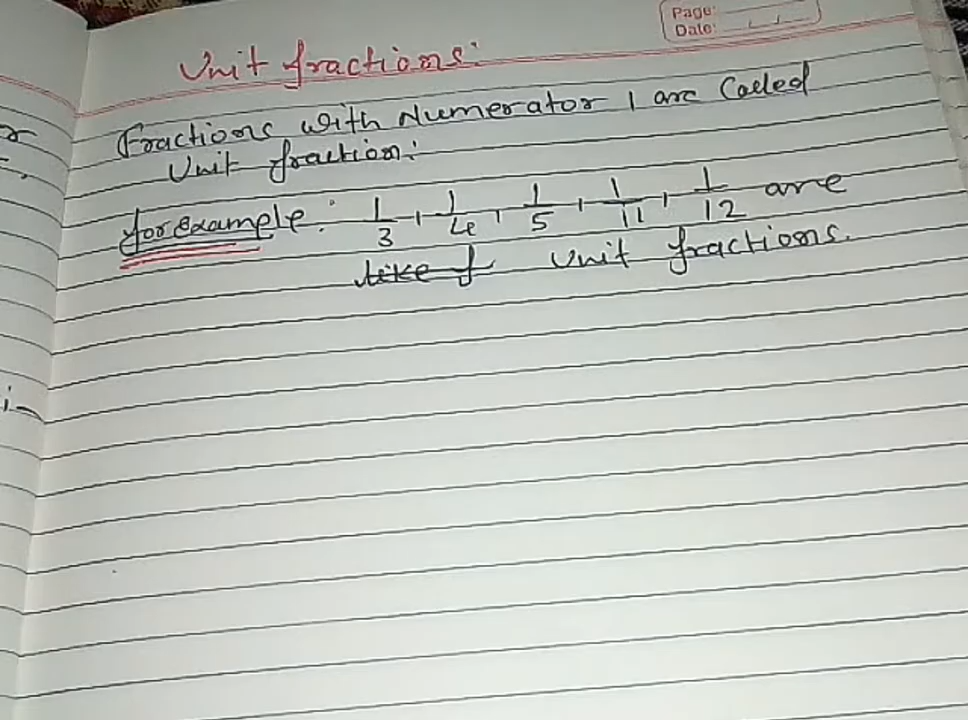 Page:
Date:
Unit fractions:
Fractions with Numerator 1 are Called
Unit fraction:
for example: 1/3, 1/4, 1/5, 1/11, 1/12 are
like f Unit fractions.